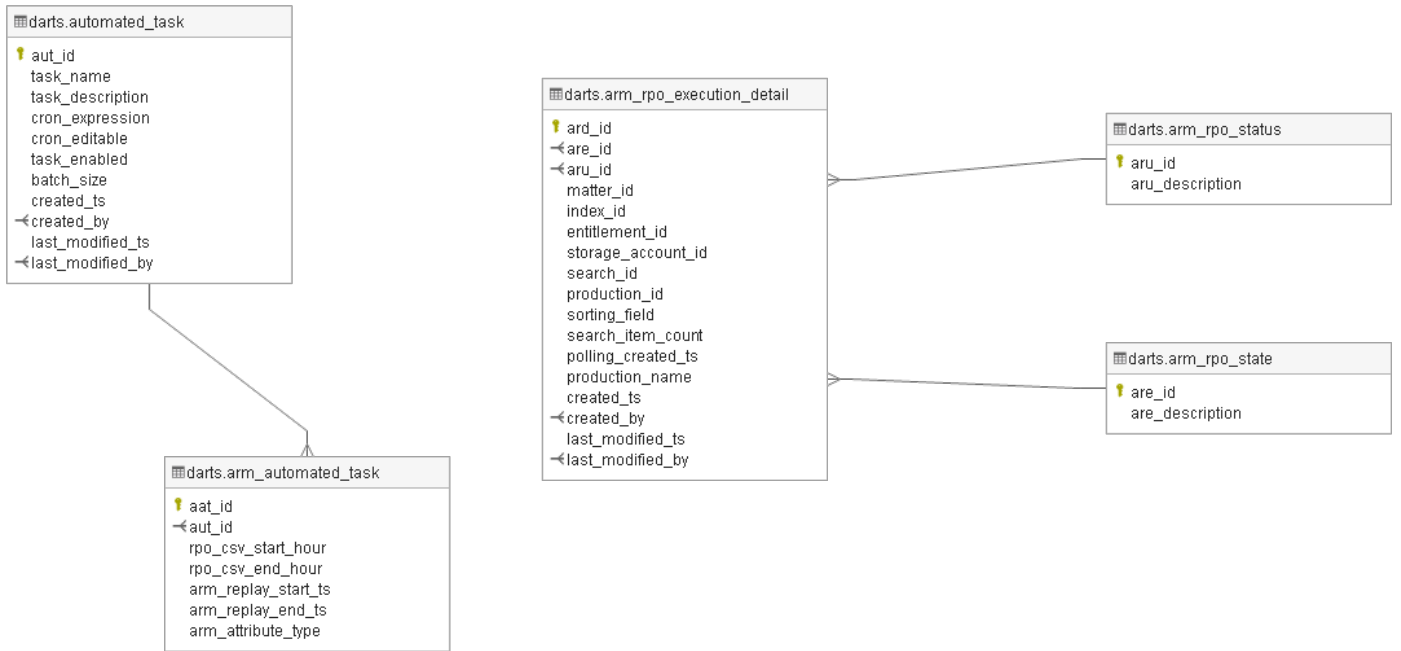 darts.automated_task
aut_id
task_name
task_description
cron_expression
cron_editable
task_enabled
batch_size
created_ts
created_by
last_modified_ts
last_modified_by
darts.arm_automated_task
aat_id
aut_id
rpo_csv_start_hour
rpo_csv_end_hour
arm_replay_start_ts
arm_replay_end_ts
arm_attribute_type
darts.arm_rpo_execution_detail
ard_id
are_id
aru_id
matter_id
index_id
entitlement_id
storage_account_id
search_id
production_id
sorting_field
search_item_count
polling_created_ts
production_name
created_ts
created_by
last_modified_ts
last_modified_by
darts.arm_rpo_status
aru_id
aru_description
darts.arm_rpo_state
are_id
are_description